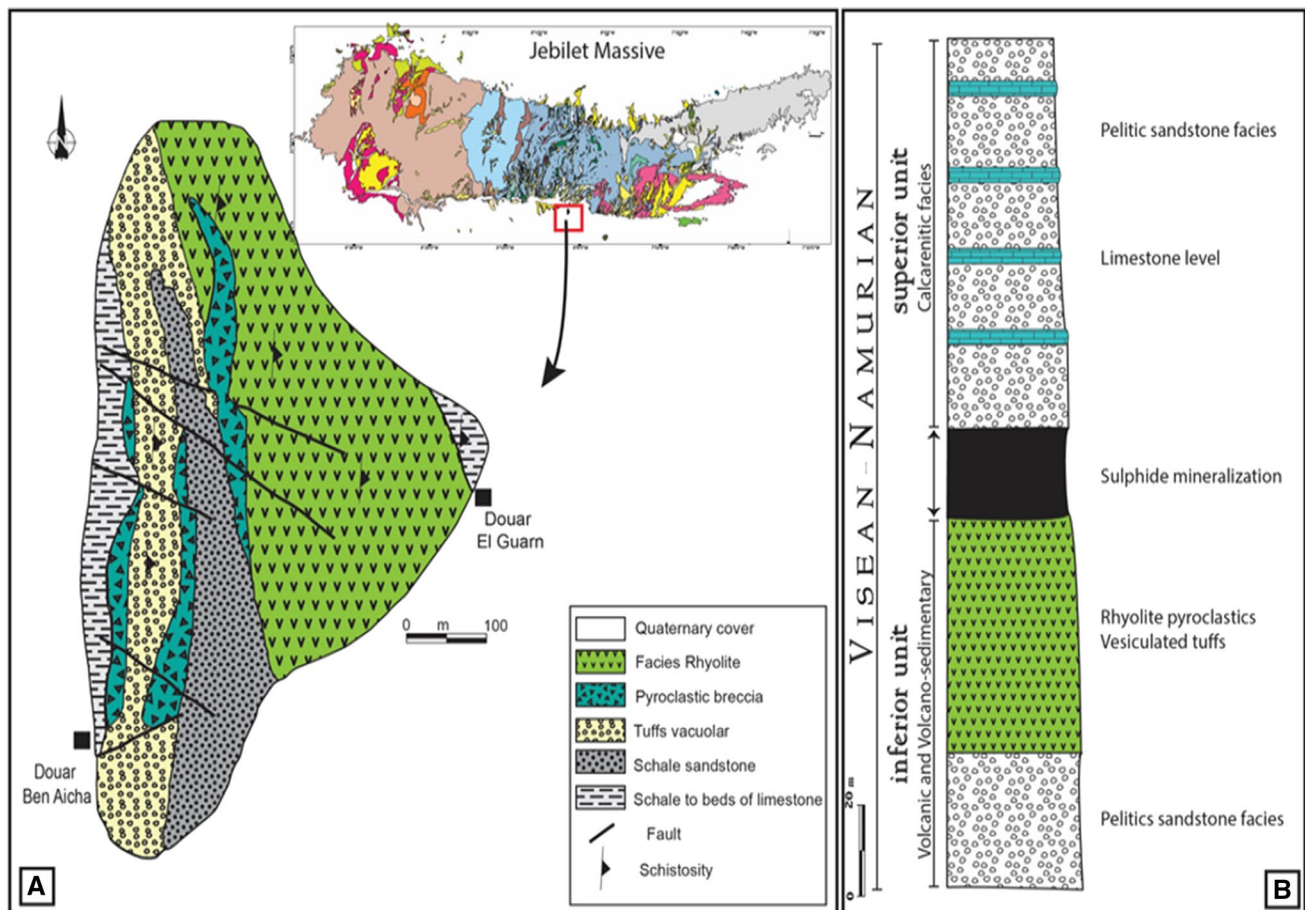 Jebilet Massive
Douar
El Guarn
0 m 100
Douar
Ben Aicha
Quaternary cover
Facies Rhyolite
Pyroclastic breccia
Tuffs vacuolar
Schale sandstone
Schale to beds of limestone
Fault
Schistosity
A
VISEAN-NAMURIAN
superior unit
Calcarenitic facies
inferior unit
Volcanic and Volcano-sedimentary
20 m
0
Pelitic sandstone facies
Limestone level
Sulphide mineralization
Rhyolite pyroclastics
Vesiculated tuffs
Pelitics sandstone facies
B